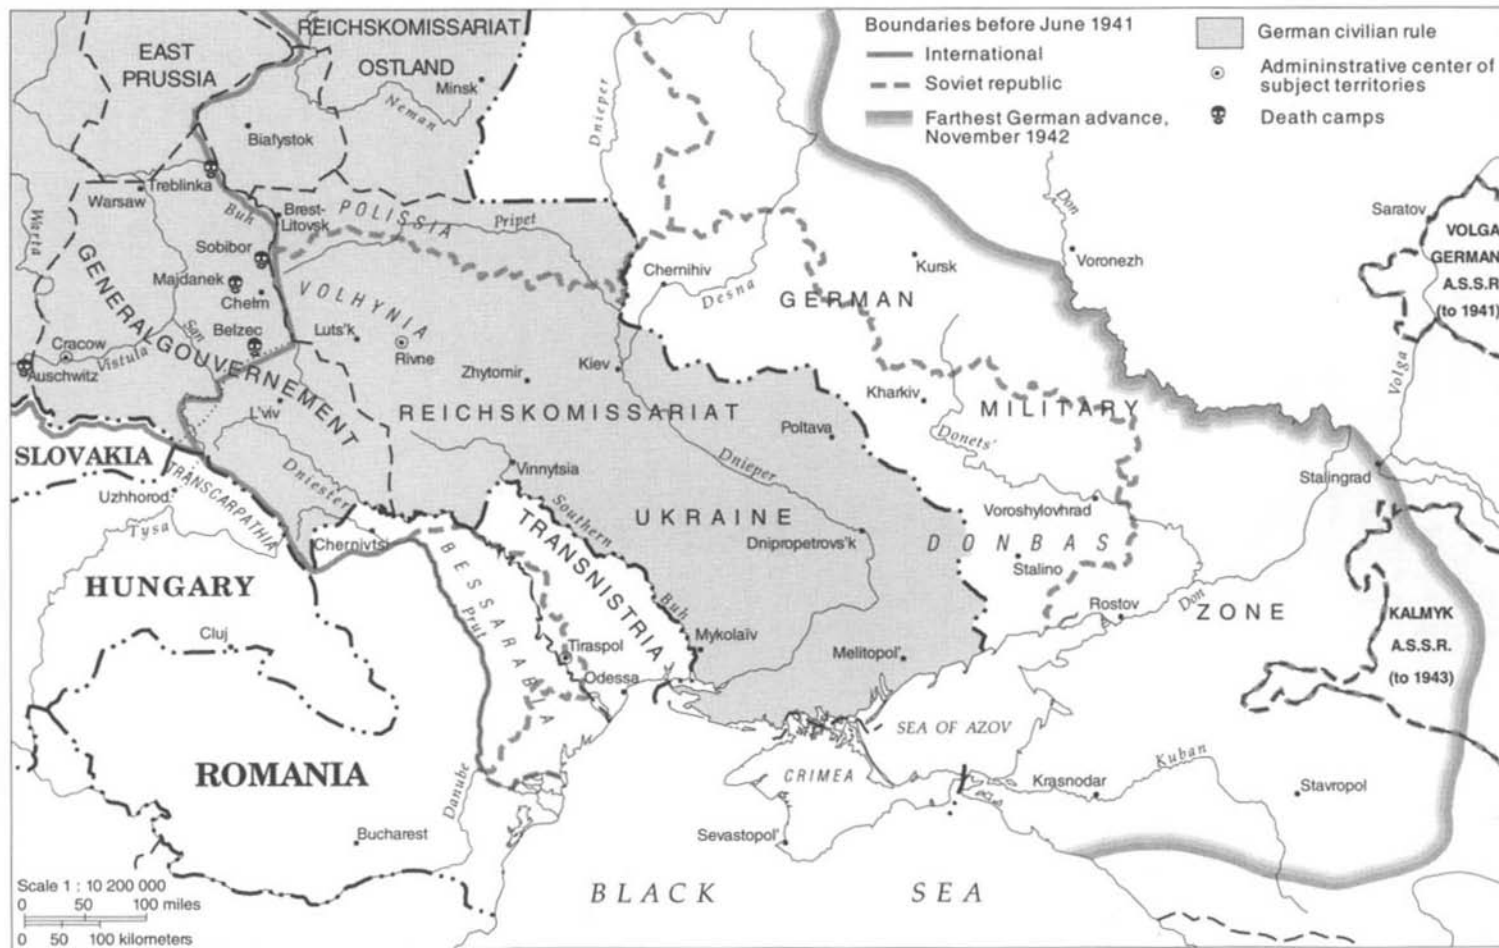 Boundaries before June 1941
International
Soviet republic
Farthest German advance,
November 1942
German civilian rule
Admininstrative center of
subject territories
Death camps
REICHSKOMISSARIAT
OSTLAND
EAST
PRUSSIA
Minsk
Neman
Białystok
Dnieper
Treblinka
Warsaw
Buh
Brest-
Litovsk
POLISSIA
Pripet
Warta
Sobibor
Majdanek
Chełm
Belzec
San
GENERALGOUVERNEMENT
Cracow
Vistula
Auschwitz
VOLHYNIA
Luts'k
Rivne
Zhytomir
Kiev
Chernihiv
Desna
Kursk
Don
Voronezh
Saratov
VOLGA
GERMAN
A.S.S.R.
(to 1941)
Volga
GERMAN
MILITARY
ZONE
Kharkiv
Donets'
L'viv
REICHSKOMISSARIAT
UKRAINE
Poltava
Dnieper
SLOVAKIA
TRANSCARPATHIA
Uzhhorod
Tysa
Dniester
Vinnytsia
Southern
Buh
Chernivtsi
TRANSNISTRIA
BESSARABIA
Prut
Dnipropetrovs'k
Voroshylovhrad
DONBAS
Stalino
Stalingrad
Rostov
Don
KALMYK
A.S.S.R.
(to 1943)
HUNGARY
Cluj
Tiraspol
Odessa
Mykolaïv
Melitopol'
SEA OF AZOV
CRIMEA
Sevastopol'
Krasnodar
Kuban
Stavropol
ROMANIA
Danube
Bucharest
BLACK SEA
Scale 1 : 10 200 000
0 50 100 miles
0 50 100 kilometers